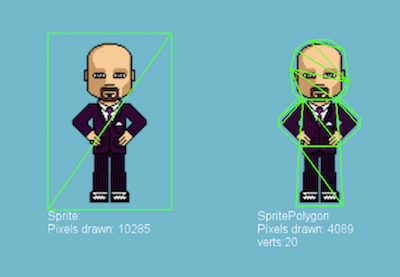 Sprite:
Pixels drawn: 10285
SpritePolygon:
Pixels drawn: 4089
verts:20